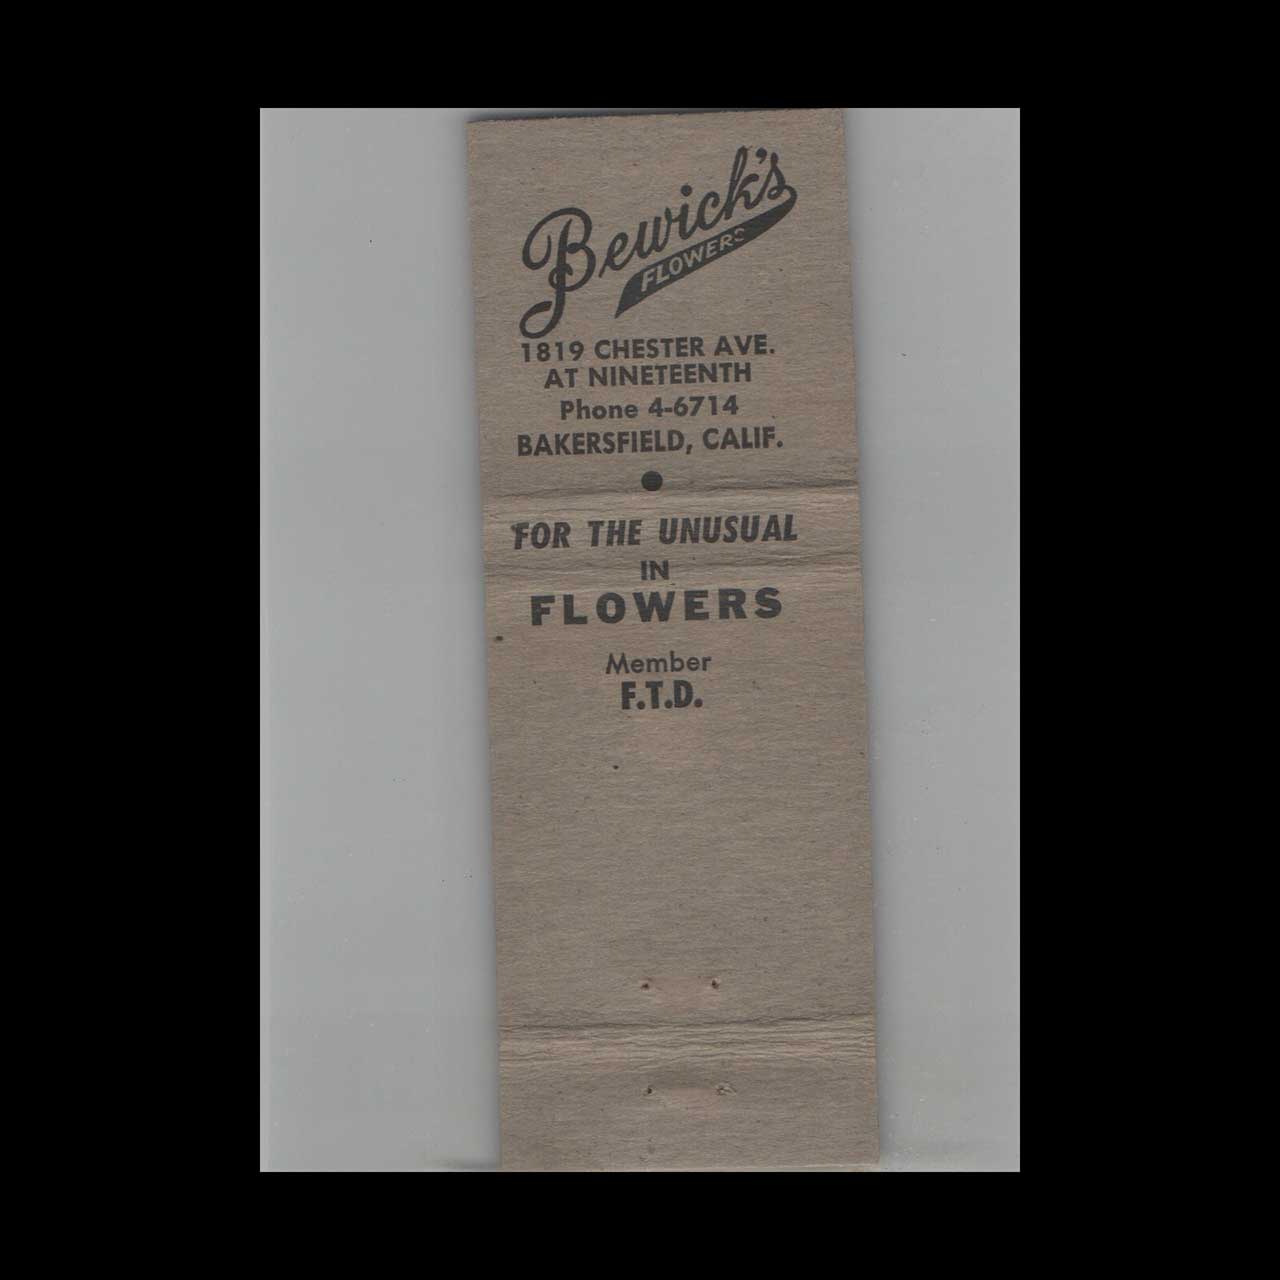 Bewick's
FLOWERS
1819 CHESTER AVE.
AT NINETEENTH
Phone 4-6714
BAKERSFIELD, CALIF.
FOR THE UNUSUAL
IN
FLOWERS
Member
F.T.D.